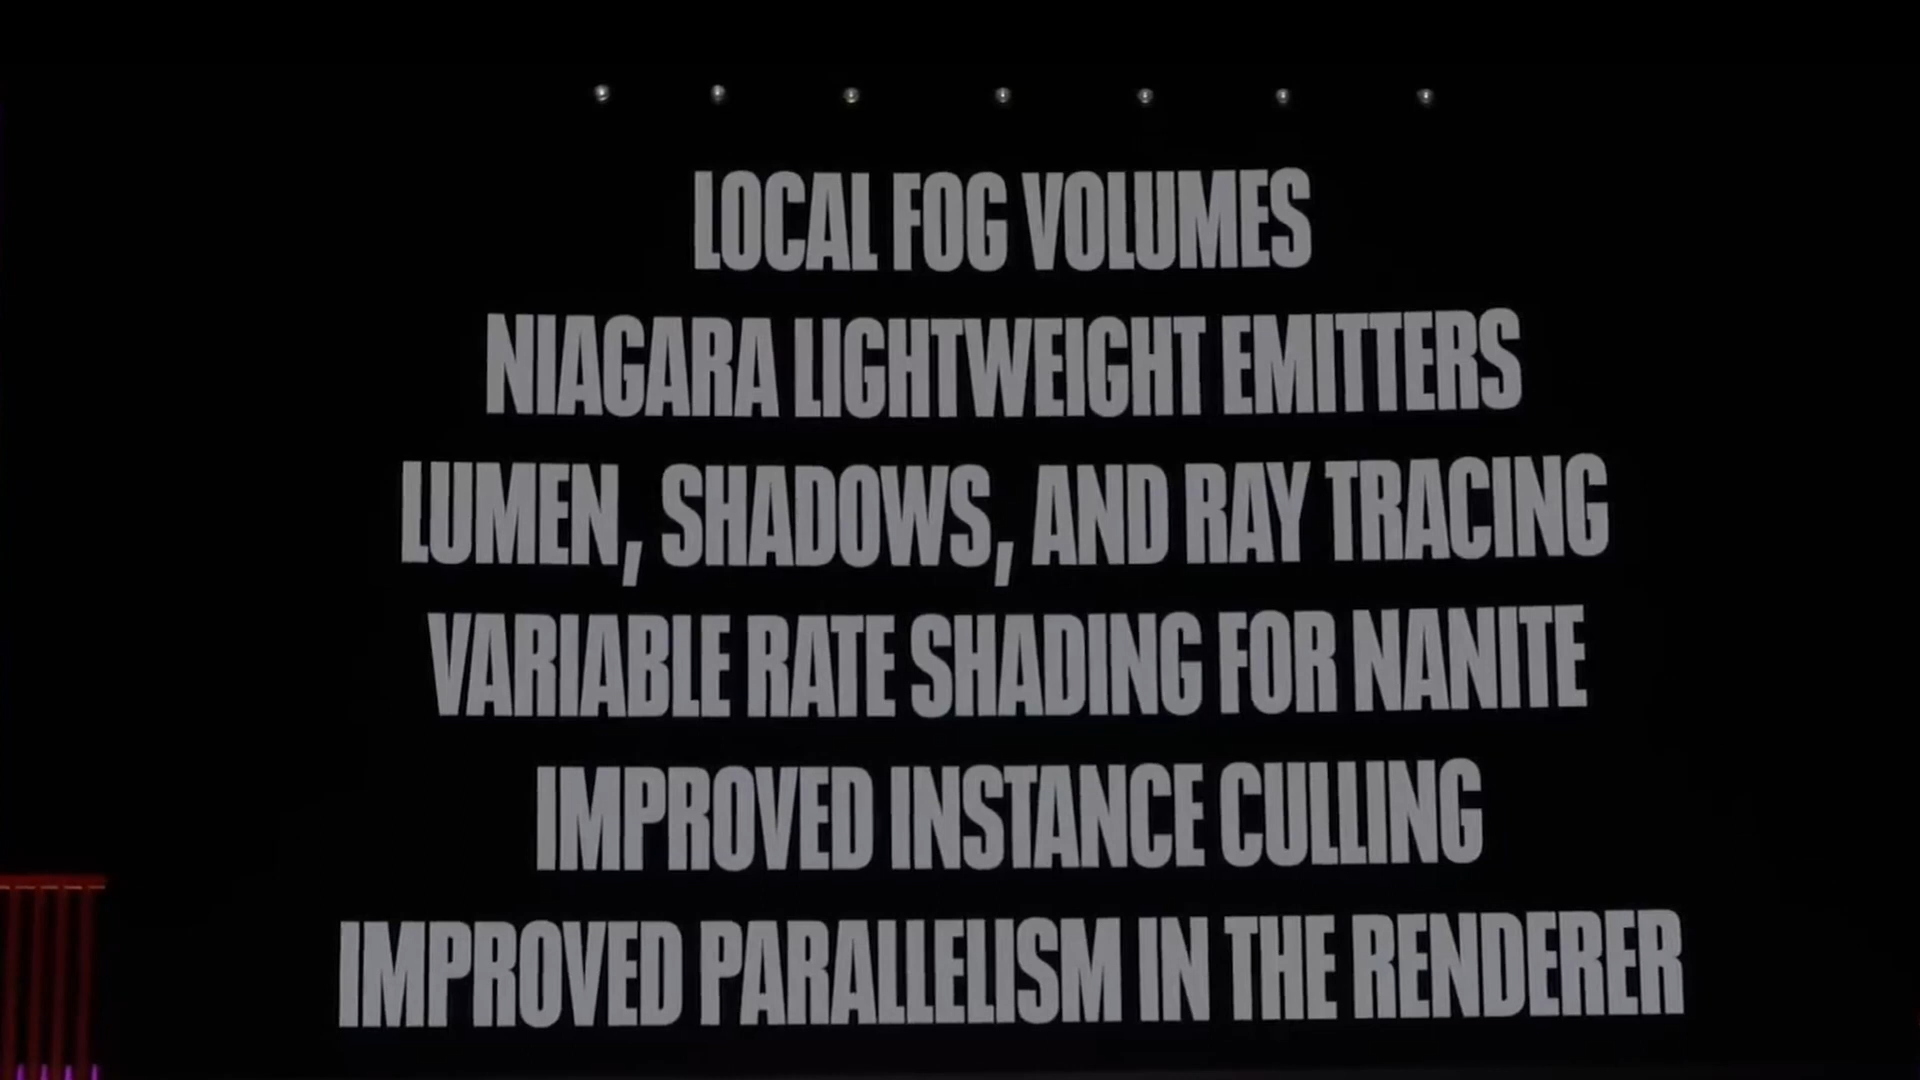 LOCAL FOG VOLUMES
NIAGARA LIGHTWEIGHT EMITTERS
LUMEN, SHADOWS, AND RAY TRACING
VARIABLE RATE SHADING FOR NANITE
IMPROVED INSTANCE CULLING
IMPROVED PARALLELISM IN THE RENDERER